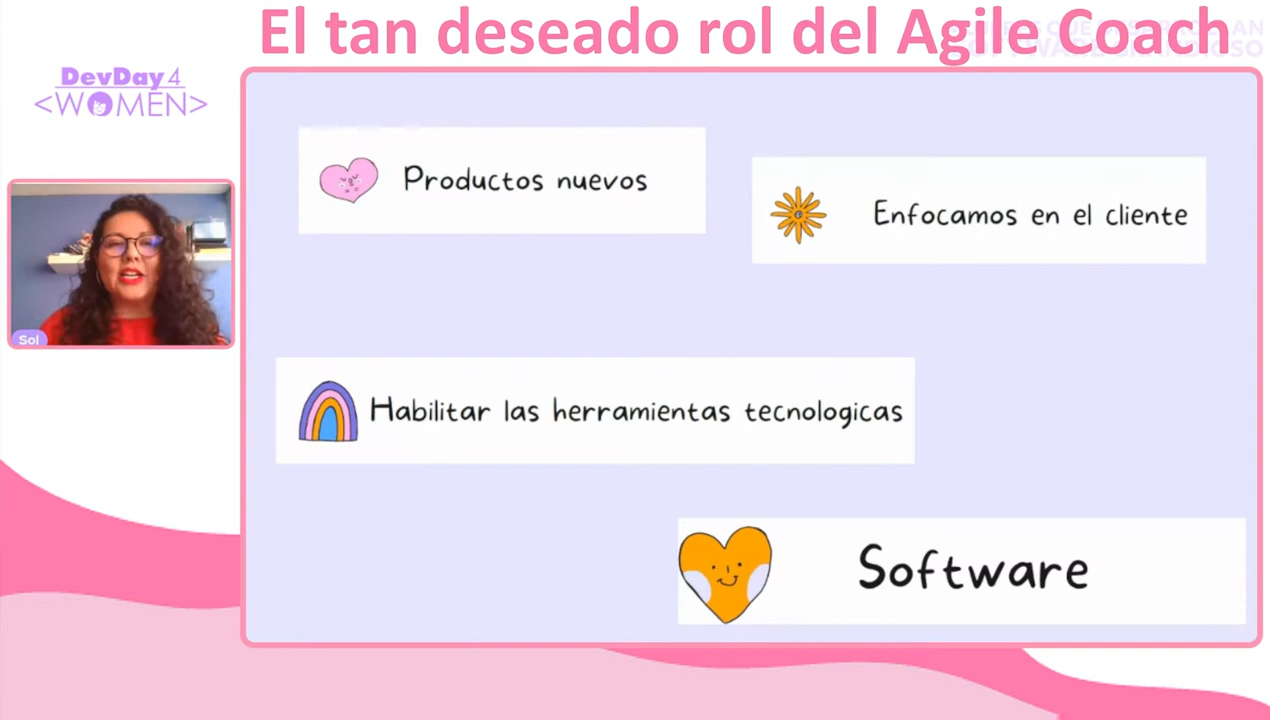 El tan deseado rol del Agile Coach
DevDay4
<WOMEN>
Productos nuevos
Enfocamos en el cliente
Sol
Habilitar las herramientas tecnologicas
Software